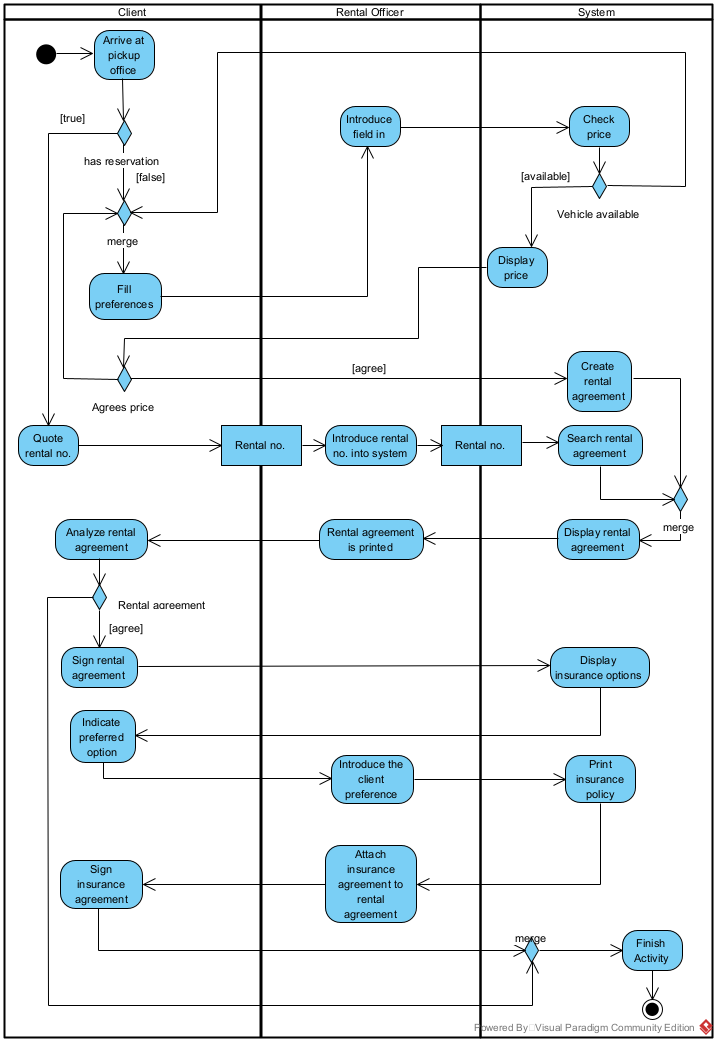 Client
Rental Officer
System
Arrive at
pickup
office
[true]
has reservation
[false]
Introduce
field in
Check
price
[available]
Vehicle available
merge
Fill
preferences
Display
price
[agree]
Agrees price
Create
rental
agreement
Quote
rental no.
Rental no.
Introduce rental
no. into system
Rental no.
Search rental
agreement
merge
Analyze rental
agreement
Rental agreement
is printed
Display rental
agreement
Rental agreement
[agree]
Sign rental
agreement
Display
insurance options
Indicate
preferred
option
Introduce the
client
preference
Print
insurance
policy
Sign
insurance
agreement
Attach
insurance
agreement to
rental
agreement
merge
Finish
Activity
Powered By Visual Paradigm Community Edition